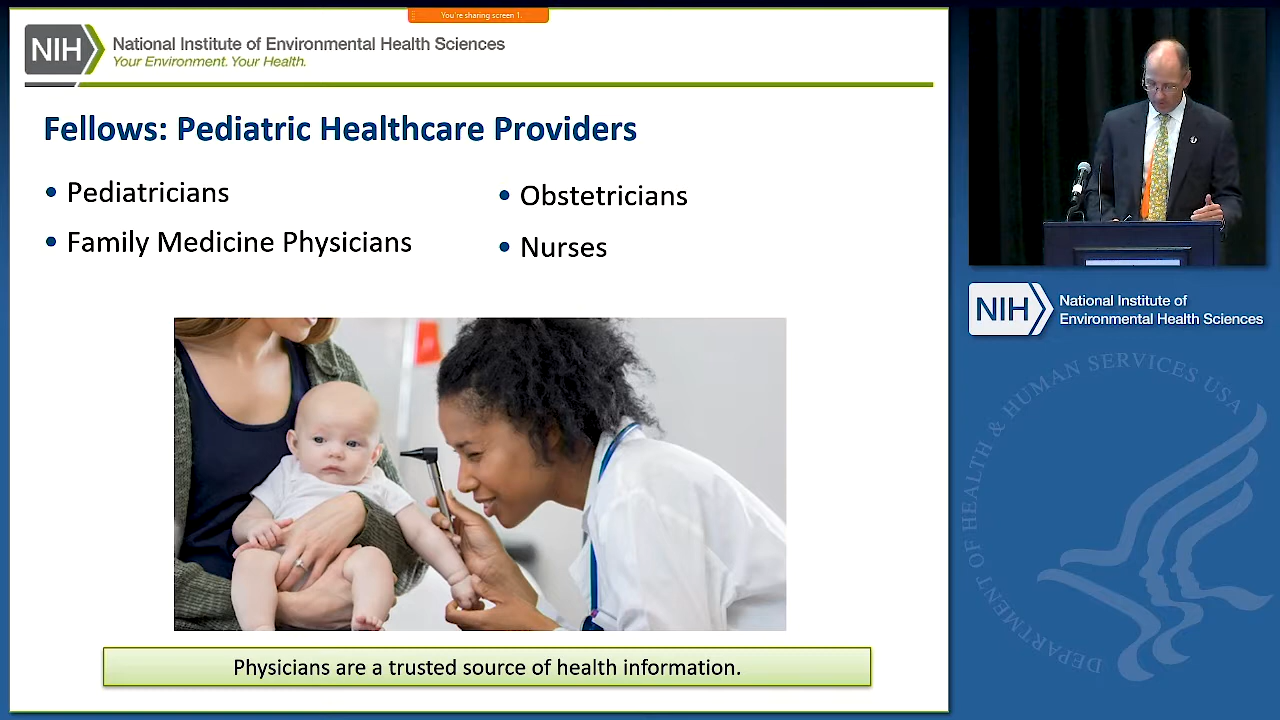 You're sharing screen 1.
NIH
National Institute of Environmental Health Sciences
Your Environment. Your Health.
Fellows: Pediatric Healthcare Providers
• Pediatricians
• Family Medicine Physicians
• Obstetricians
• Nurses
Physicians are a trusted source of health information.
NIH
National Institute of
Environmental Health Sciences
DEPARTMENT OF HEALTH & HUMAN SERVICES USA